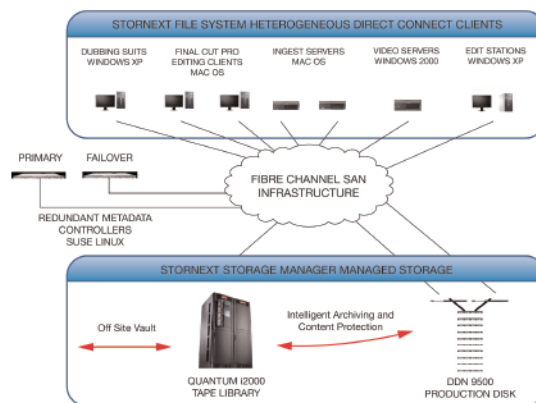 STORNEXT FILE SYSTEM HETEROGENEOUS DIRECT CONNECT CLIENTS
DUBBING SUITS
WINDOWS XP
FINAL CUT PRO
EDITING CLIENTS
MAC OS
INGEST SERVERS
MAC OS
VIDEO SERVERS
WINDOWS 2000
EDIT STATIONS
WINDOWS XP
PRIMARY
FAILOVER
FIBRE CHANNEL SAN
INFRASTRUCTURE
REDUNDANT METADATA
CONTROLLERS
SUSE LINUX
STORNEXT STORAGE MANAGER MANAGED STORAGE
Off Site Vault
Intelligent Archiving and
Content Protection
QUANTUM i2000
TAPE LIBRARY
DDN 9500
PRODUCTION DISK